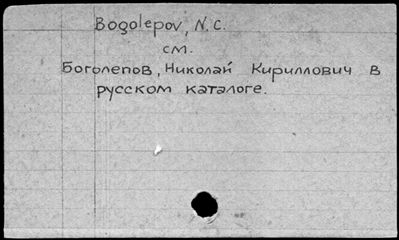 Bogolepov, N.C.
см.
Боголепов, Николай Кириллович в
русском каталоге.